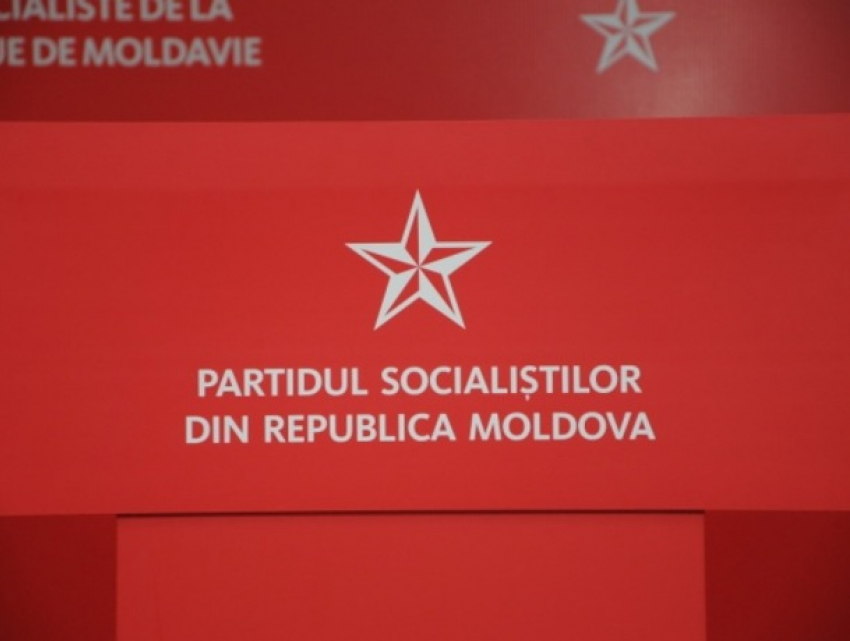 CIALISTE DE LA
UE DE MOLDAVIE
PARTIDUL SOCIALIȘTILOR
DIN REPUBLICA MOLDOVA